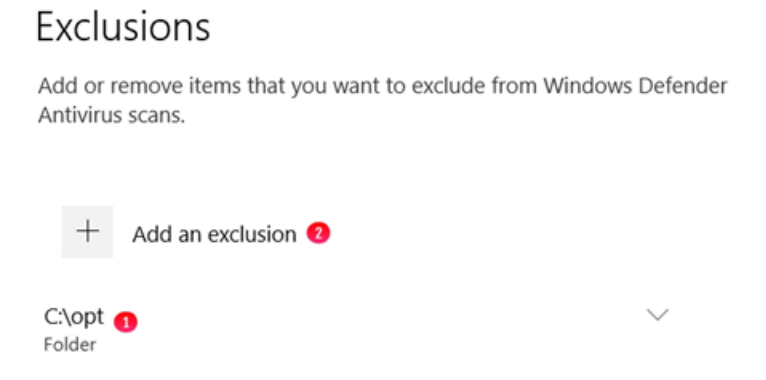 Exclusions
Add or remove items that you want to exclude from Windows Defender
Antivirus scans.
+ Add an exclusion 2
C:\opt 1
Folder